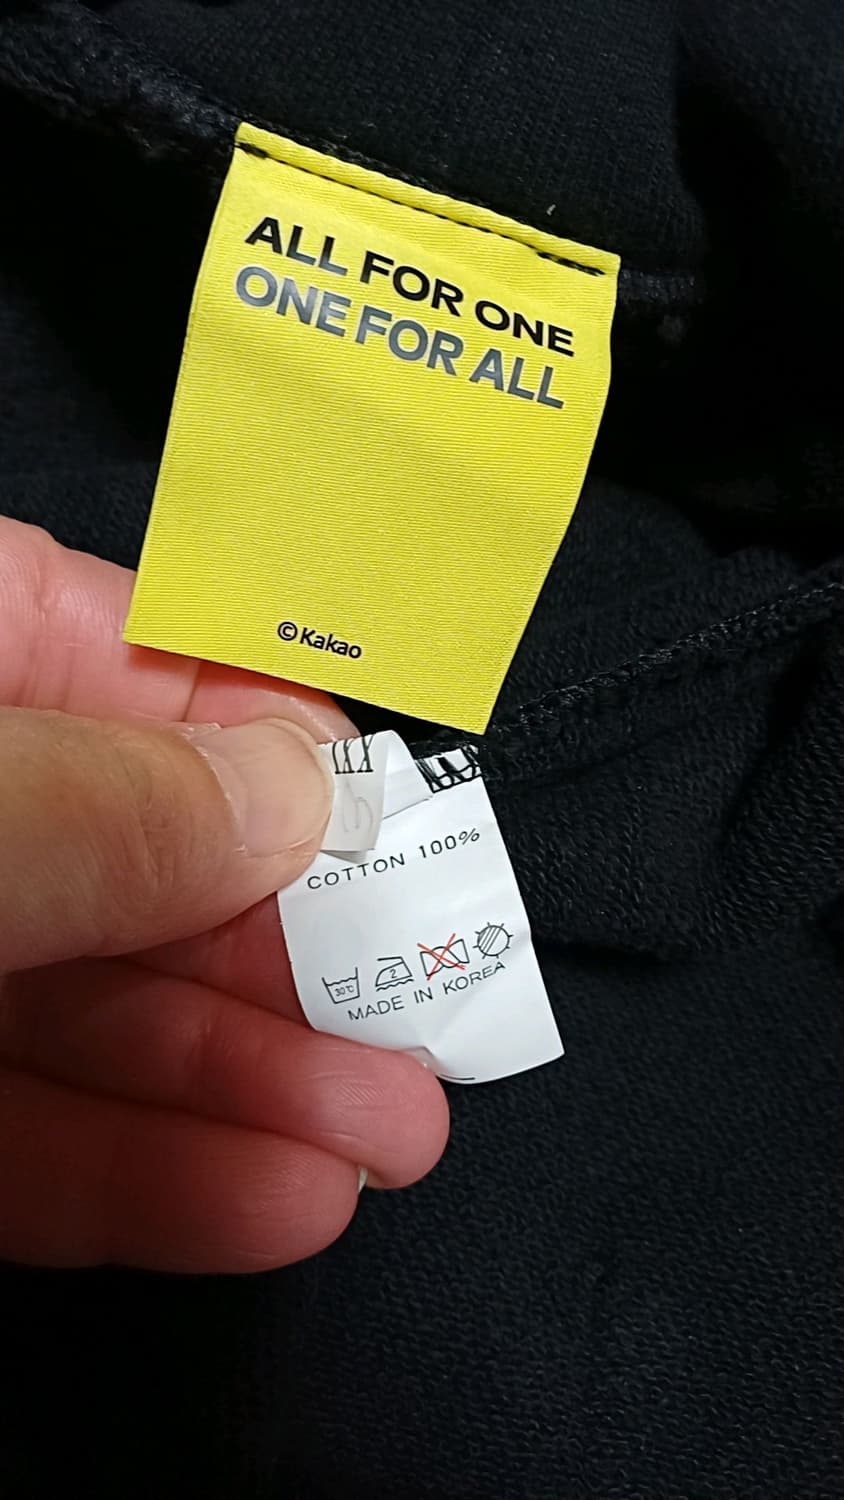 ALL FOR ONE
ONE FOR ALL
©Kakao
COTTON 100%
30℃
2
MADE IN KOREA